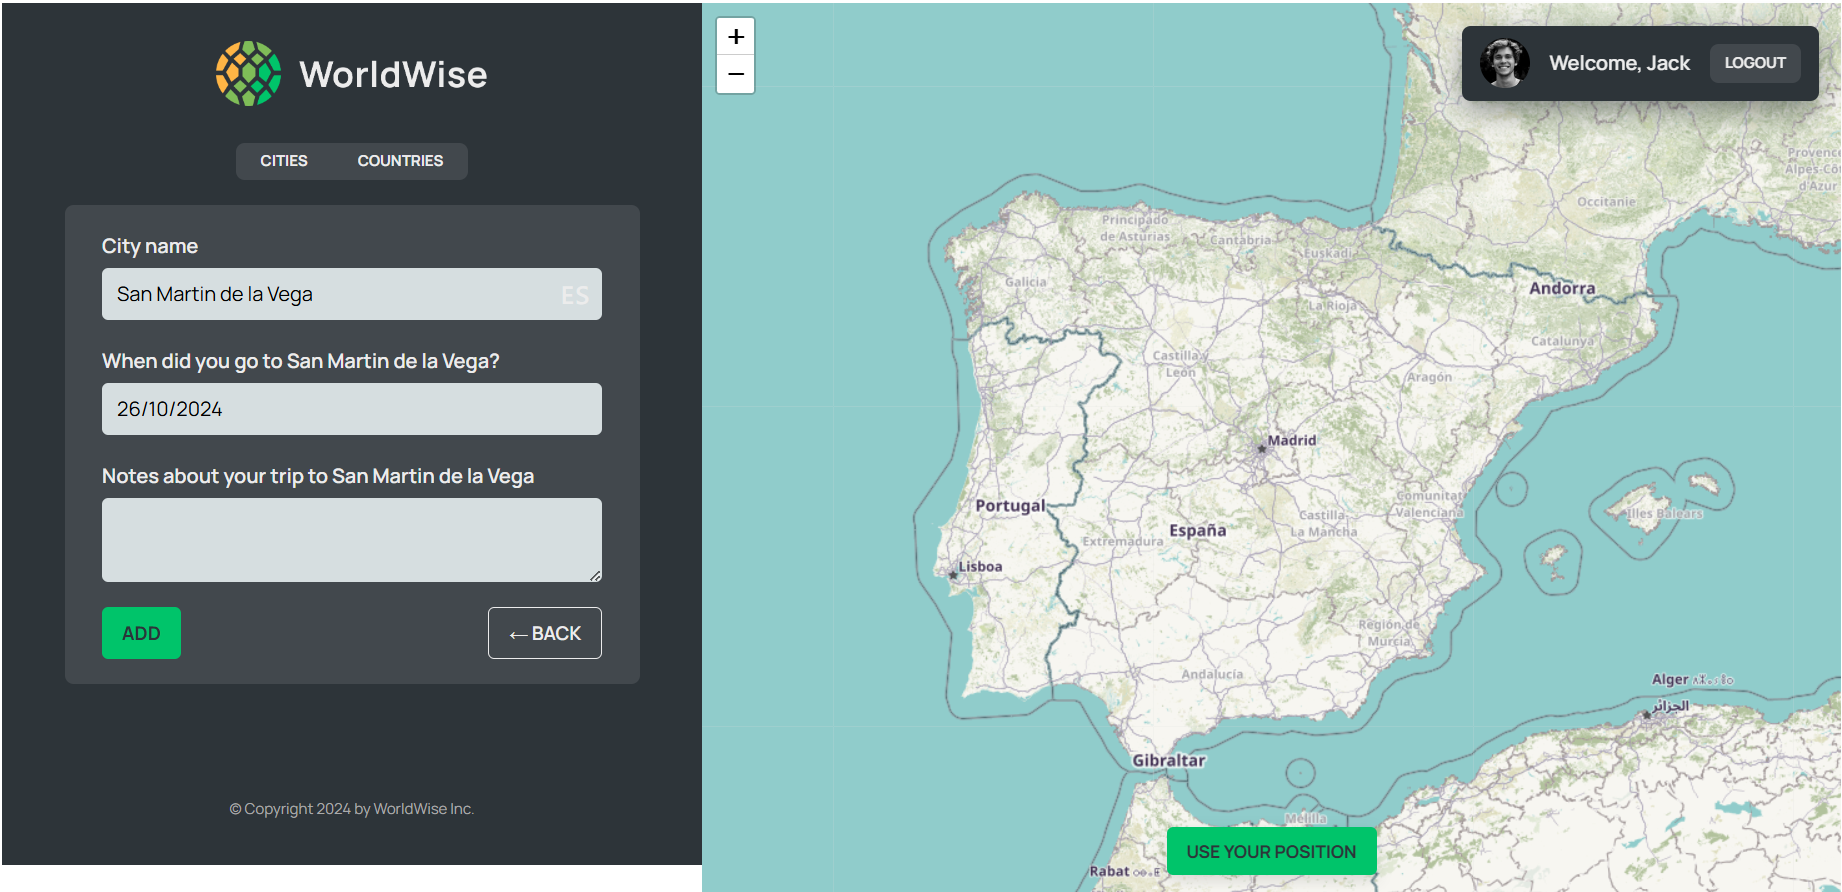 WorldWise
CITIES COUNTRIES
City name
San Martin de la Vega ES
When did you go to San Martin de la Vega?
26/10/2024
Notes about your trip to San Martin de la Vega
ADD ← BACK
© Copyright 2024 by WorldWise Inc.
+
−
Welcome, Jack LOGOUT
Provence-
Alpes-Cô
d'Azur
Occitanie
Principado
de Asturias
Cantabria
Euskadi
Galicia
Andorra
La Rioja
Catalunya
Castilla y
León
Aragón
Madrid
Comunitat
Valenciana
Portugal
Castilla-
La Mancha
Illes Balears
España
Extremadura
Lisboa
Región de
Murcia
Andalucía
Alger
الجزائر
Gibraltar
Melilla
USE YOUR POSITION
Rabat